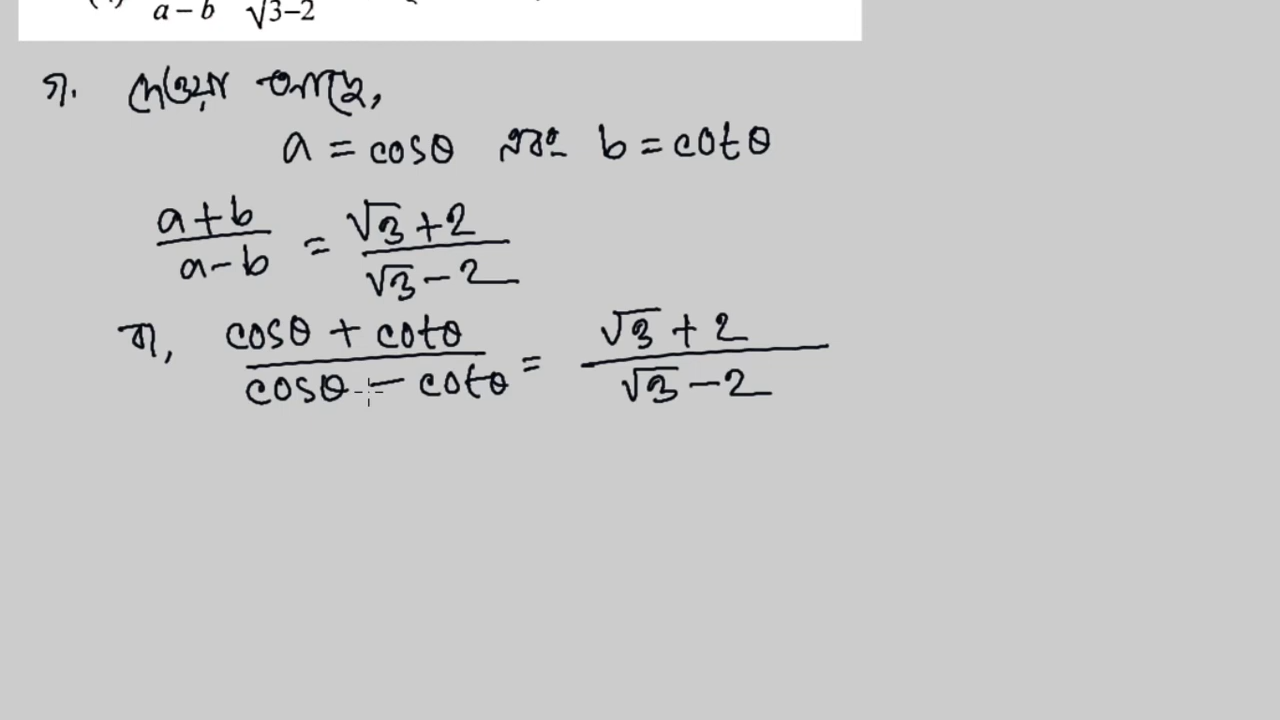 a – b √3–2
গ. দেওয়া আছে,
a = cosθ এবং b = cotθ
a + b / a – b = √3 + 2 / √3 – 2
বা, cosθ + cotθ / cosθ – cotθ = √3 + 2 / √3 – 2